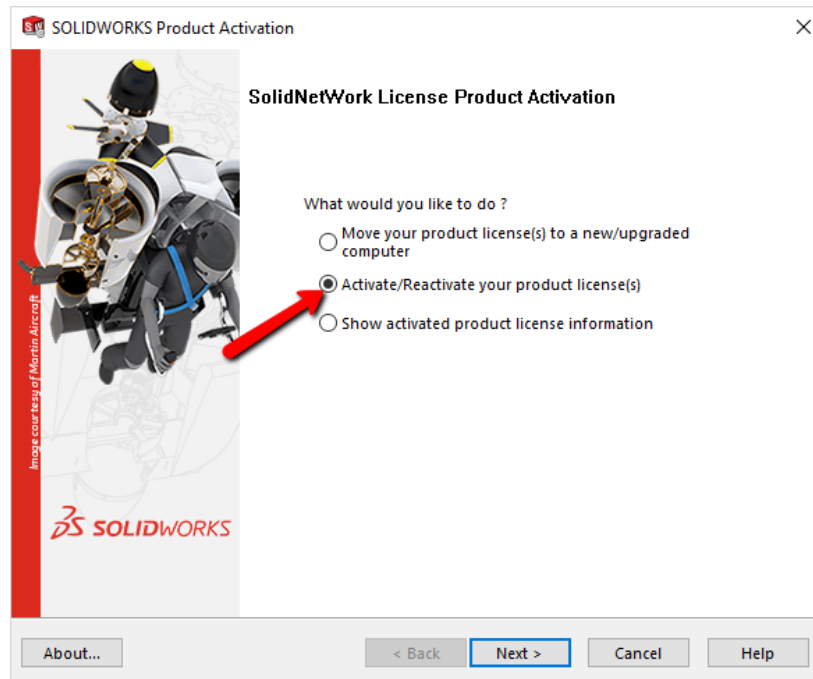 SOLIDWORKS Product Activation
SolidNetWork License Product Activation
What would you like to do ?
Move your product license(s) to a new/upgraded
computer
Activate/Reactivate your product license(s)
Show activated product license information
Image courtesy of Martin Aircraft
SOLIDWORKS
About...
< Back
Next >
Cancel
Help